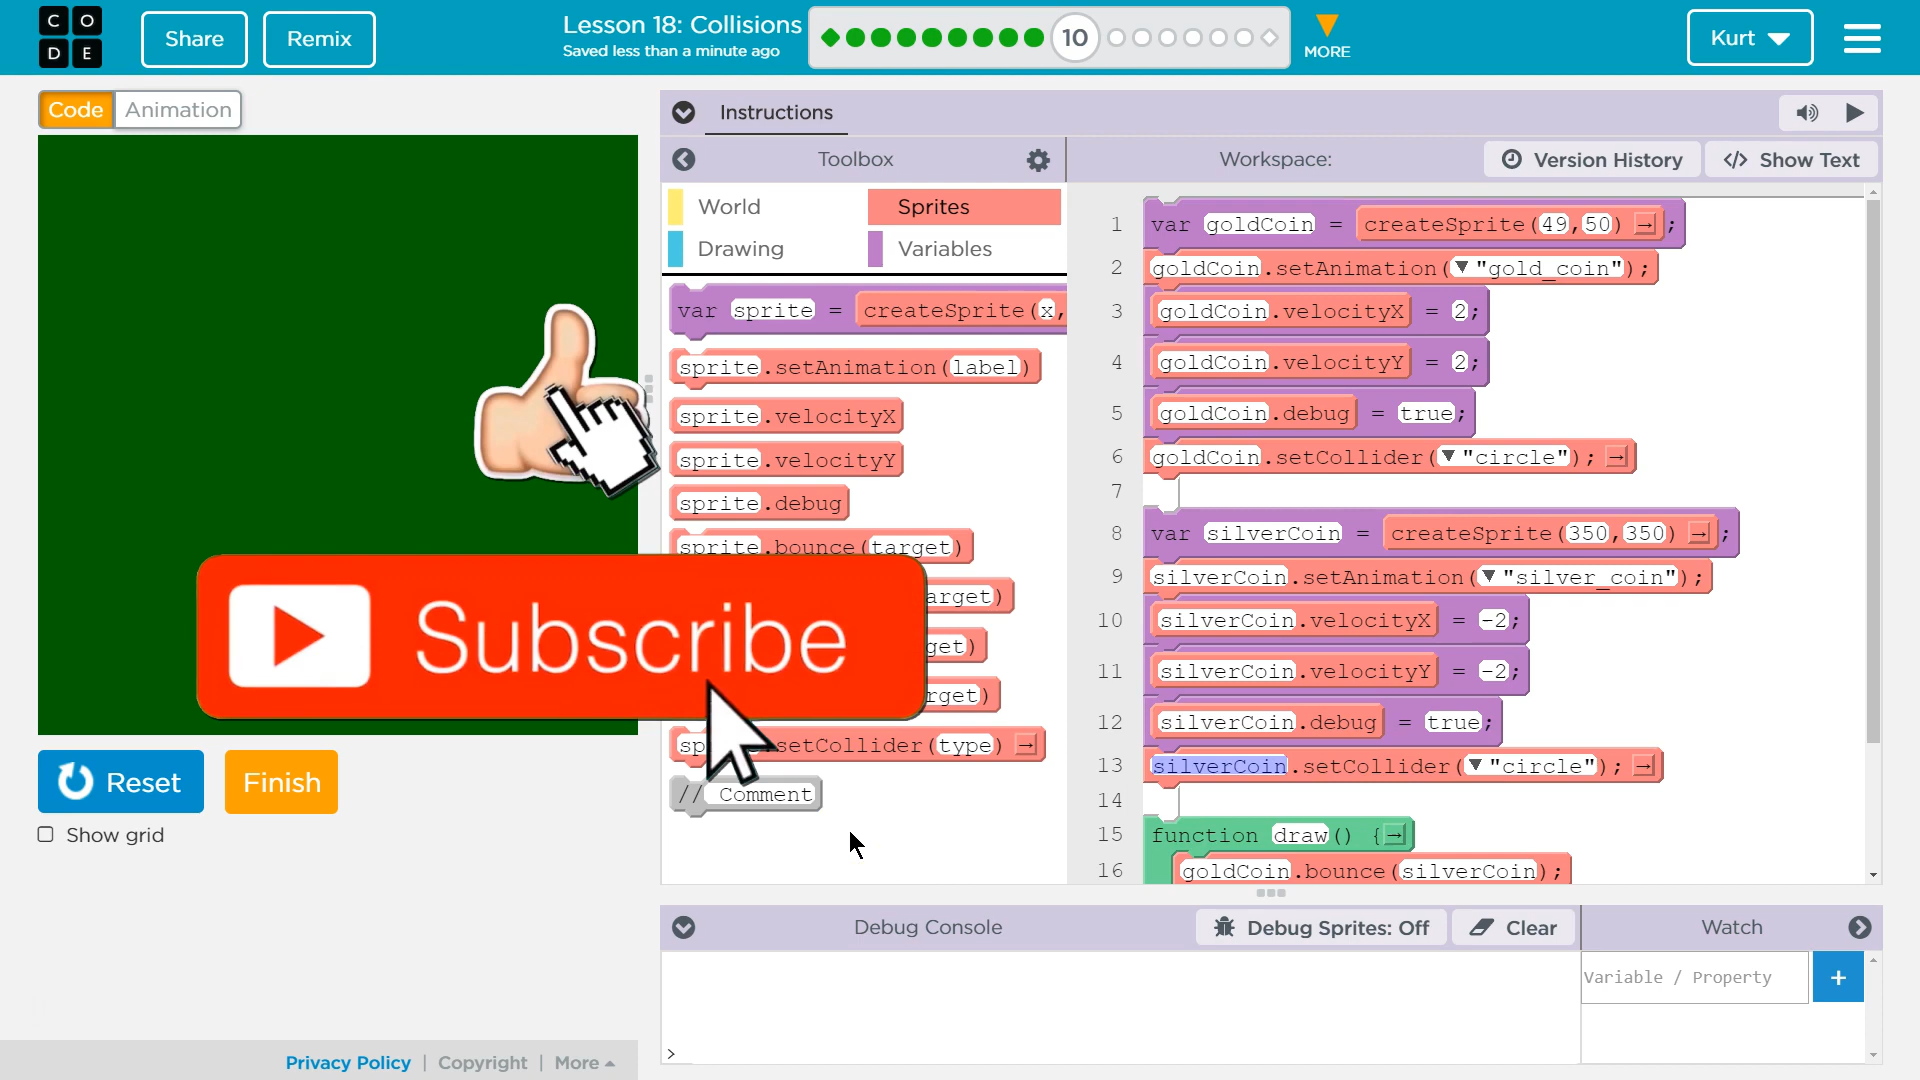 CODE
Share
Remix
Lesson 18: Collisions
Saved less than a minute ago
10
MORE
Kurt
Code
Animation
Instructions
Toolbox
Workspace:
Version History
</> Show Text
World
Sprites
Drawing
Variables
var sprite = createSprite(x,
sprite.setAnimation(label)
sprite.velocityX
sprite.velocityY
sprite.debug
sprite.bounce(target)
arget)
get)
rget)
setCollider(type)
// Comment
Subscribe
1 var goldCoin = createSprite(49,50);
2 goldCoin.setAnimation("gold_coin");
3 goldCoin.velocityX = 2;
4 goldCoin.velocityY = 2;
5 goldCoin.debug = true;
6 goldCoin.setCollider("circle");
7
8 var silverCoin = createSprite(350,350);
9 silverCoin.setAnimation("silver_coin");
10 silverCoin.velocityX = -2;
11 silverCoin.velocityY = -2;
12 silverCoin.debug = true;
13 silverCoin.setCollider("circle");
14
15 function draw() {
16 goldCoin.bounce(silverCoin);
Reset
Finish
Show grid
Debug Console
Debug Sprites: Off
Clear
Watch
Variable / Property
+
>
Privacy Policy | Copyright | More